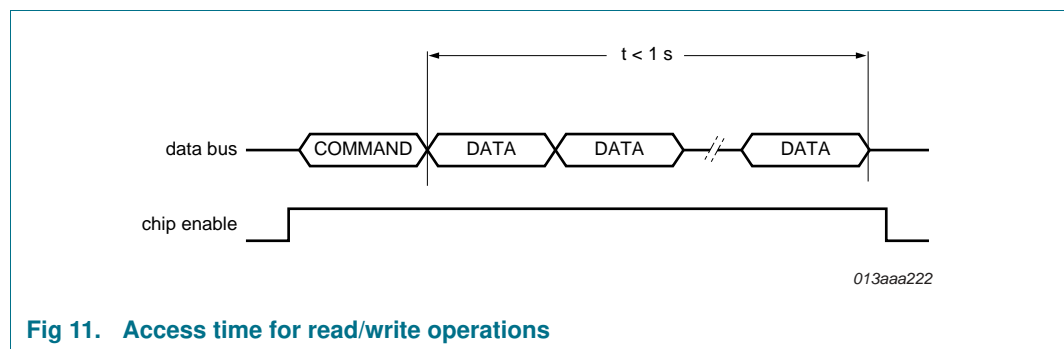 t < 1 s
data bus COMMAND DATA DATA DATA
chip enable
013aaa222
Fig 11. Access time for read/write operations